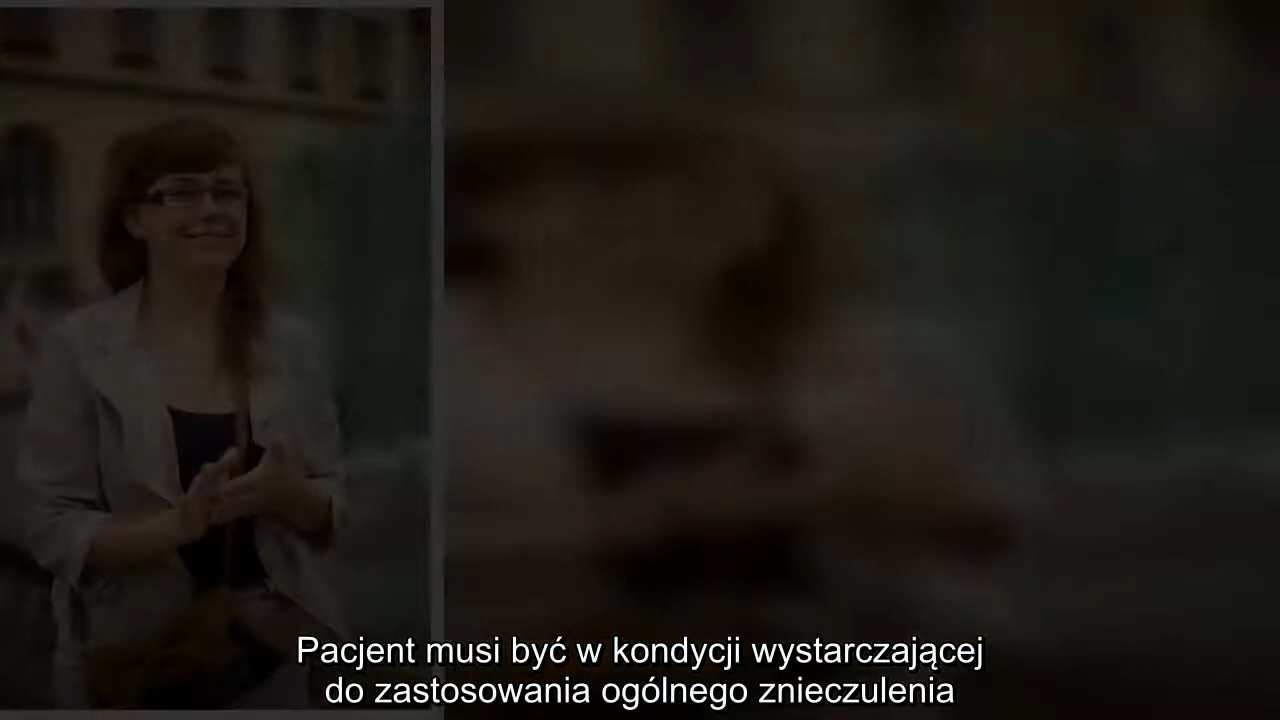 Pacjent musi być w kondycji wystarczającej
do zastosowania ogólnego znieczulenia